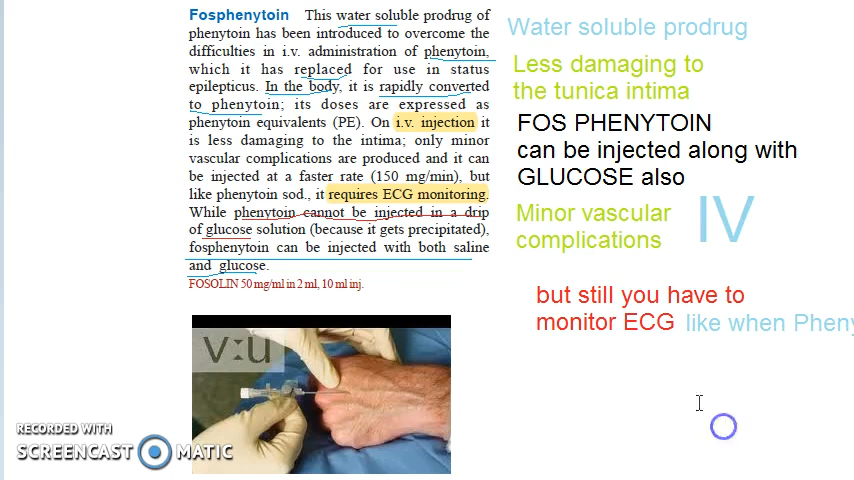 Fosphenytoin This water soluble prodrug of
phenytoin has been introduced to overcome the
difficulties in i.v. administration of phenytoin,
which it has replaced for use in status
epilepticus. In the body, it is rapidly converted
to phenytoin; its doses are expressed as
phenytoin equivalents (PE). On i.v. injection it
is less damaging to the intima; only minor
vascular complications are produced and it can
be injected at a faster rate (150 mg/min), but
like phenytoin sod., it requires ECG monitoring.
While phenytoin cannot be injected in a drip
of glucose solution (because it gets precipitated),
fosphenytoin can be injected with both saline
and glucose.
FOSOLIN 50 mg/ml in 2 ml, 10 ml inj.
Water soluble prodrug
Less damaging to
the tunica intima
FOS PHENYTOIN
can be injected along with
GLUCOSE also
Minor vascular
complications
IV
but still you have to
monitor ECG like when Pheny
RECORDED WITH
SCREENCAST MATIC